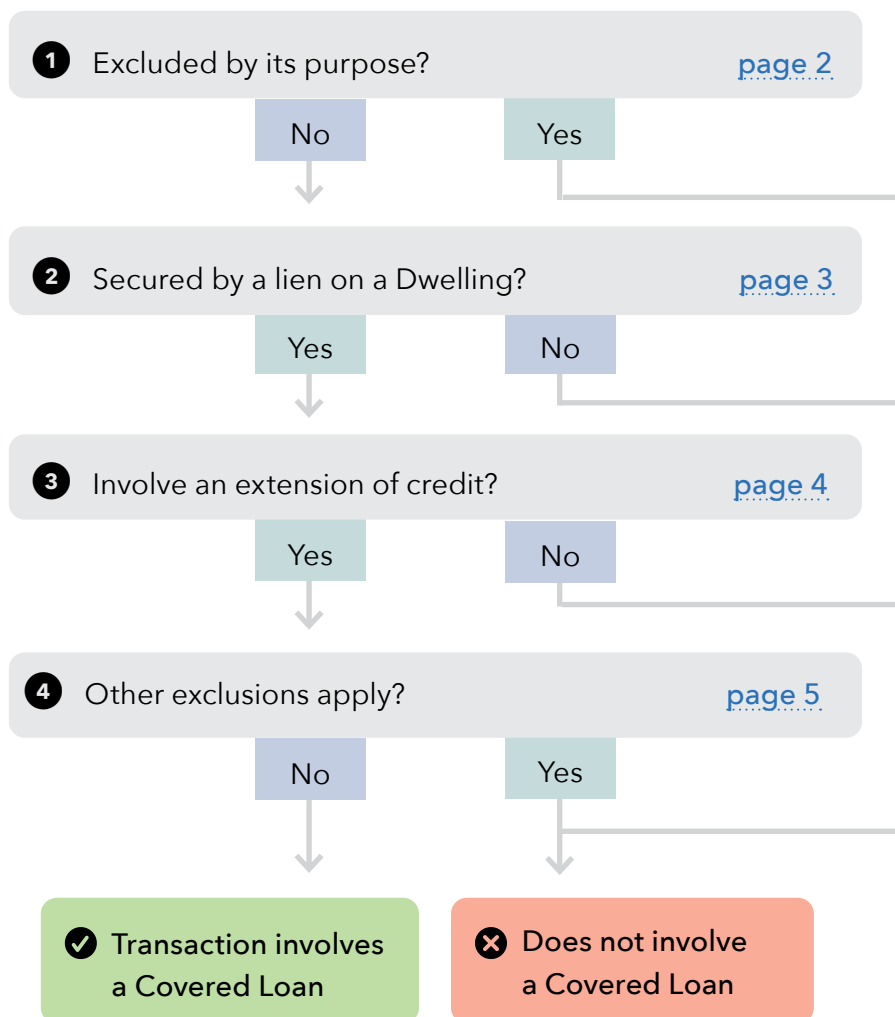 1 Excluded by its purpose? page 2
No Yes
2 Secured by a lien on a Dwelling? page 3
Yes No
3 Involve an extension of credit? page 4
Yes No
4 Other exclusions apply? page 5
No Yes
Transaction involves
a Covered Loan
Does not involve
a Covered Loan